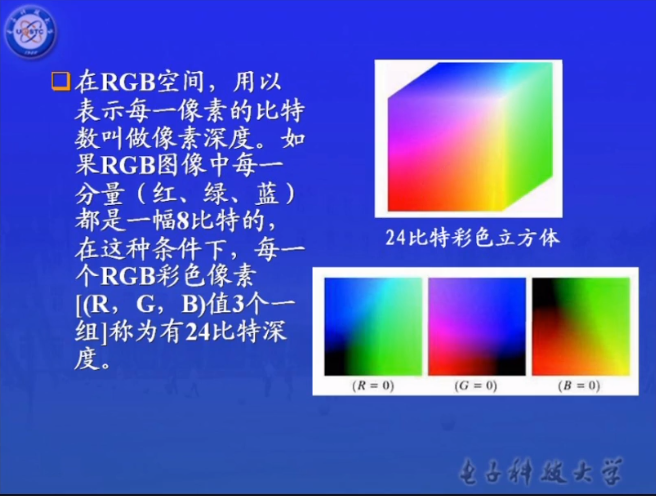 在RGB空间，用以
表示每一像素的比特
数叫做像素深度。如
果RGB图像中每一
分量（红、绿、蓝）
都是一幅8比特的，
在这种条件下，每一
个RGB彩色像素
[(R，G，B)值3个一
组]称为有24比特深
度。
24比特彩色立方体
(R = 0)
(G = 0)
(B = 0)
电子科技大学